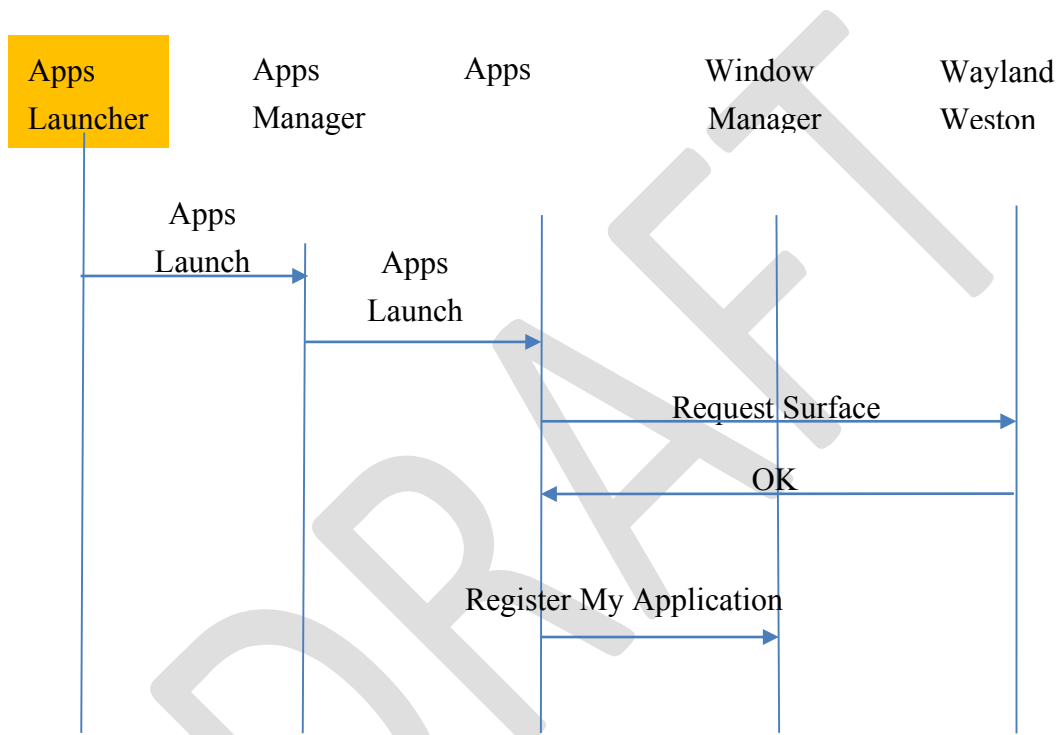 Apps
Launcher
Apps
Manager
Apps
Window
Manager
Wayland
Weston
Apps
Launch
Apps
Launch
Request Surface
OK
Register My Application
DRAFT